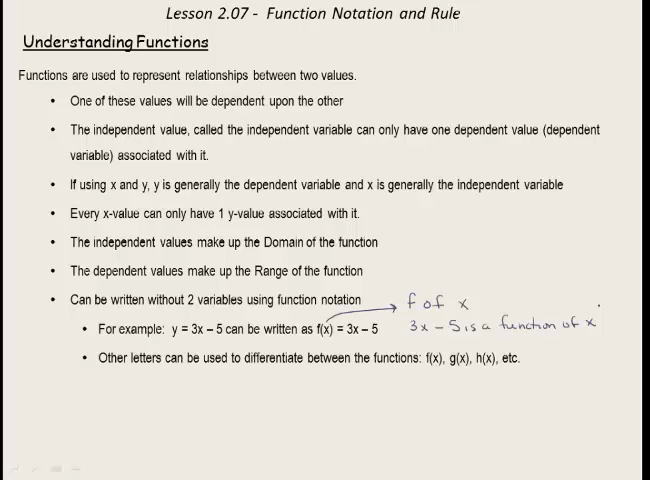 Lesson 2.07 - Function Notation and Rule
Understanding Functions
Functions are used to represent relationships between two values.
• One of these values will be dependent upon the other
• The independent value, called the independent variable can only have one dependent value (dependent
variable) associated with it.
• If using x and y, y is generally the dependent variable and x is generally the independent variable
• Every x-value can only have 1 y-value associated with it.
• The independent values make up the Domain of the function
• The dependent values make up the Range of the function
• Can be written without 2 variables using function notation
f of x
• For example: y = 3x – 5 can be written as f(x) = 3x – 5
3x – 5 is a function of x
• Other letters can be used to differentiate between the functions: f(x), g(x), h(x), etc.